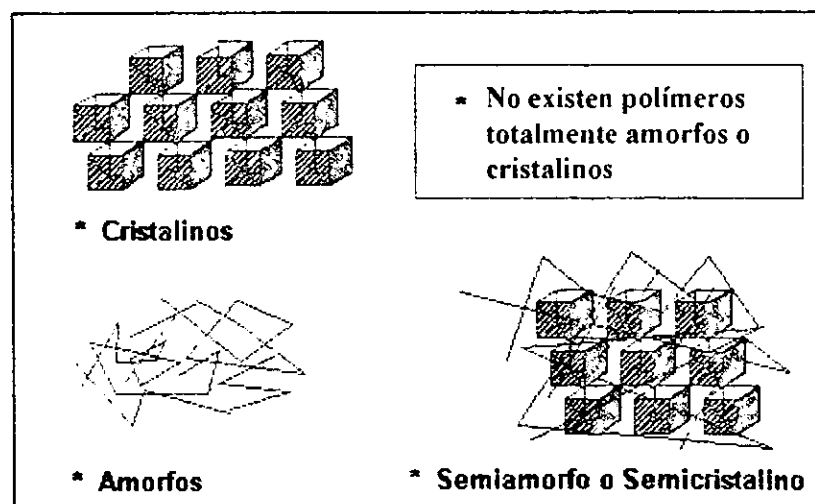 * No existen polímeros
totalmente amorfos o
cristalinos
* Cristalinos
* Amorfos
* Semiamorfo o Semicristalino